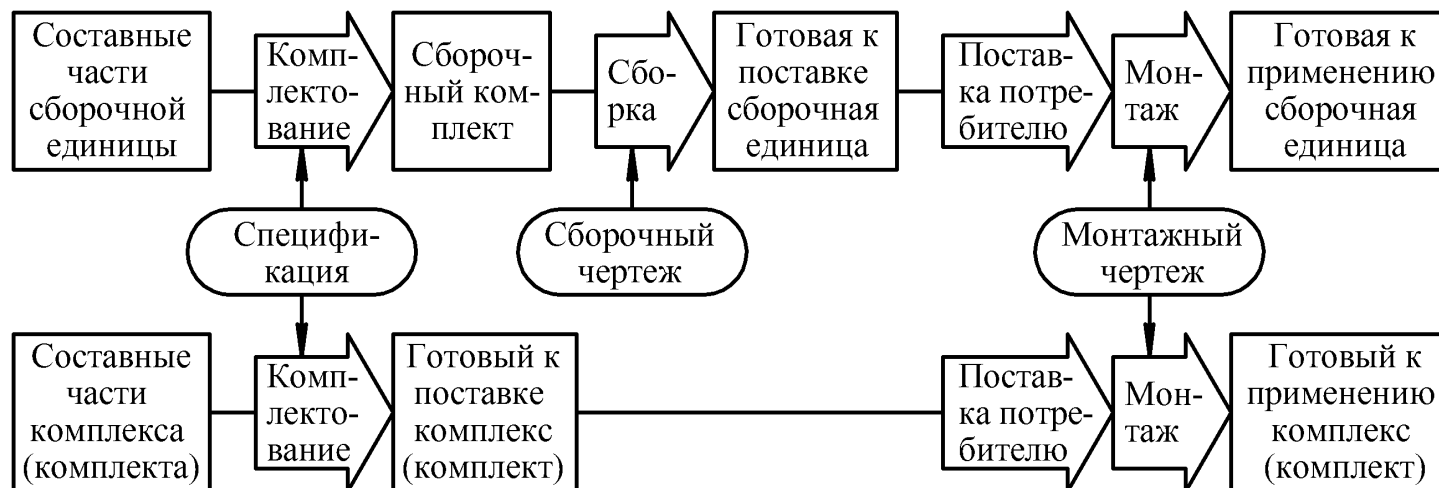 Составные
части
сборочной
единицы
Комп-
лекто-
вание
Сбороч-
ный ком-
плект
Сбо-
рка
Готовая к
поставке
сборочная
единица
Постав-
ка потре-
бителю
Мон-
таж
Готовая к
применению
сборочная
единица
Специфи-
кация
Сборочный
чертеж
Монтажный
чертеж
Составные
части
комплекса
(комплекта)
Комп-
лекто-
вание
Готовый к
поставке
комплекс
(комплект)
Постав-
ка потре-
бителю
Мон-
таж
Готовый к
применению
комплекс
(комплект)